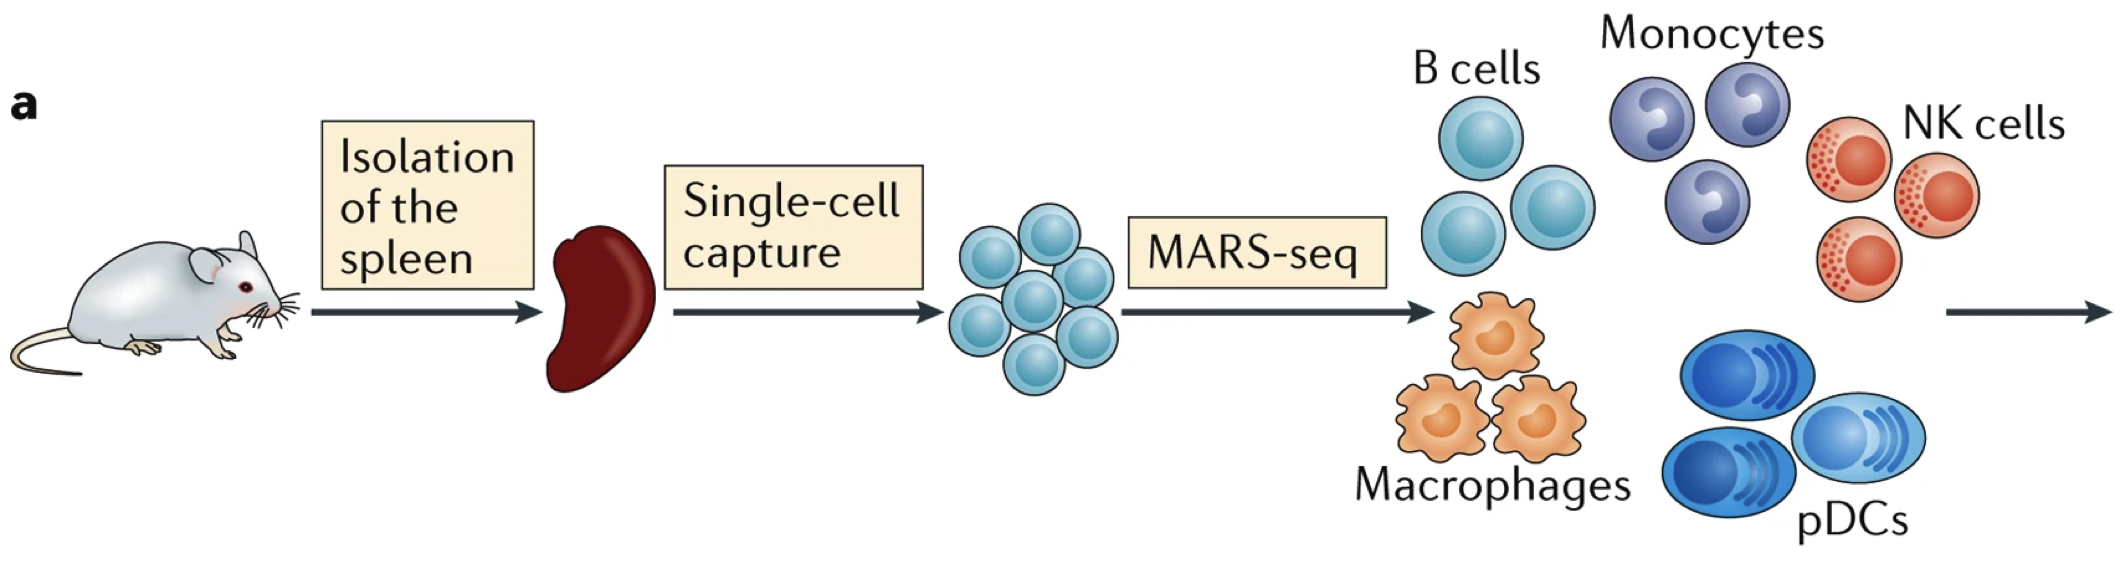 a
Isolation
of the
spleen
Single-cell
capture
MARS-seq
B cells
Monocytes
NK cells
Macrophages
pDCs